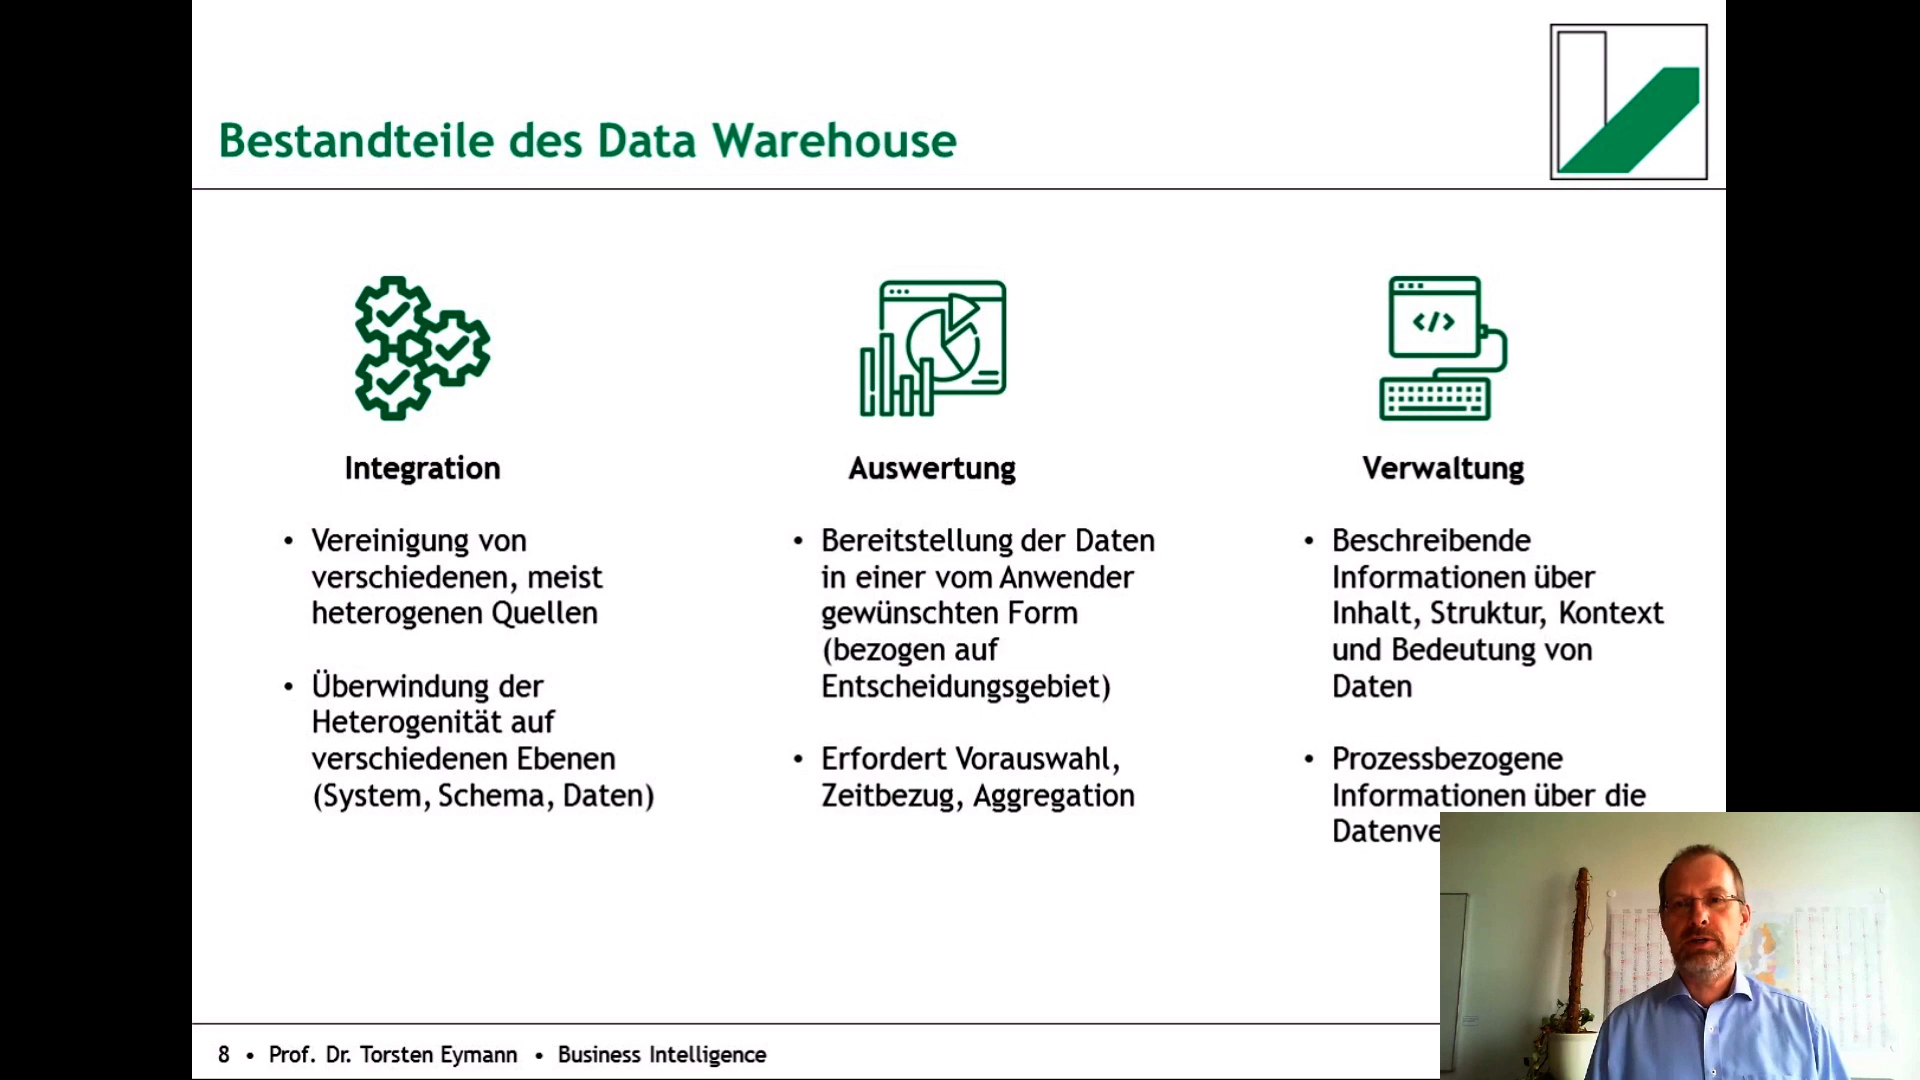 Bestandteile des Data Warehouse
</>
Integration
• Vereinigung von
verschiedenen, meist
heterogenen Quellen
• Überwindung der
Heterogenität auf
verschiedenen Ebenen
(System, Schema, Daten)
Auswertung
• Bereitstellung der Daten
in einer vom Anwender
gewünschten Form
(bezogen auf
Entscheidungsgebiet)
• Erfordert Vorauswahl,
Zeitbezug, Aggregation
Verwaltung
• Beschreibende
Informationen über
Inhalt, Struktur, Kontext
und Bedeutung von
Daten
• Prozessbezogene
Informationen über die
8 • Prof. Dr. Torsten Eymann • Business Intelligence